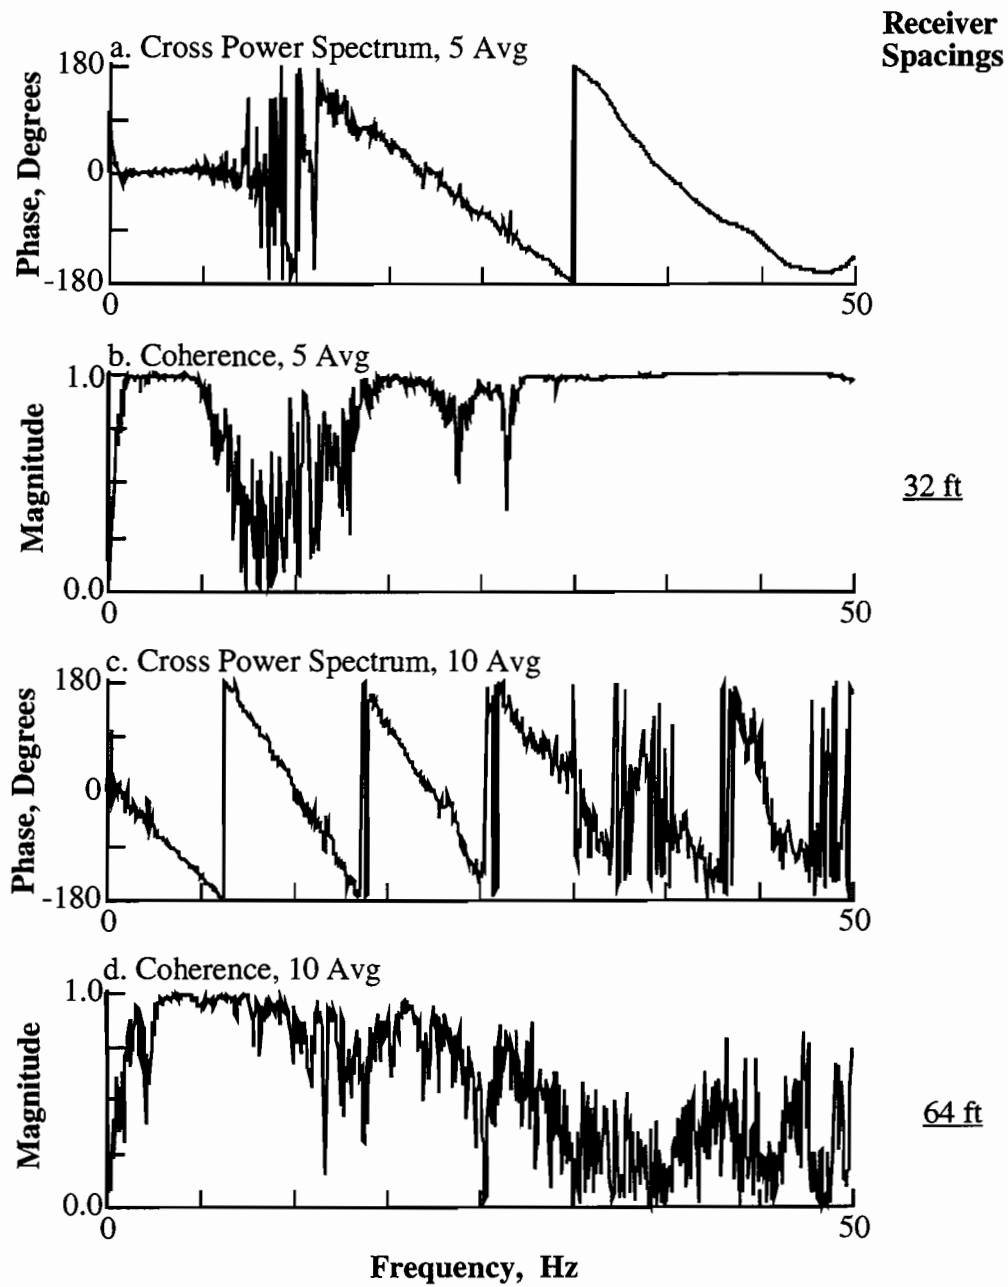 Receiver
Spacings
a. Cross Power Spectrum, 5 Avg
180
0
-180
Phase, Degrees
0
50
b. Coherence, 5 Avg
1.0
0.0
Magnitude
0
50
32 ft
c. Cross Power Spectrum, 10 Avg
180
0
-180
Phase, Degrees
0
50
d. Coherence, 10 Avg
1.0
0.0
Magnitude
0
50
64 ft
Frequency, Hz